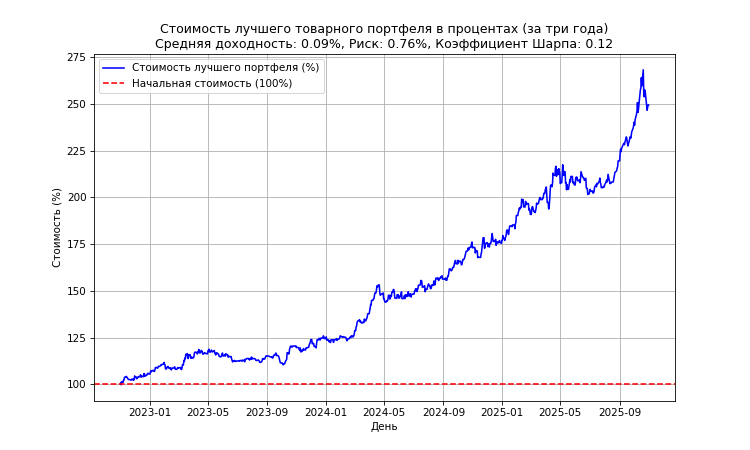 Стоимость лучшего товарного портфеля в процентах (за три года)
Средняя доходность: 0.09%, Риск: 0.76%, Коэффициент Шарпа: 0.12
Стоимость лучшего портфеля (%)
Начальная стоимость (100%)
Стоимость (%)
275
250
225
200
175
150
125
100
2023-01 2023-05 2023-09 2024-01 2024-05 2024-09 2025-01 2025-05 2025-09
День